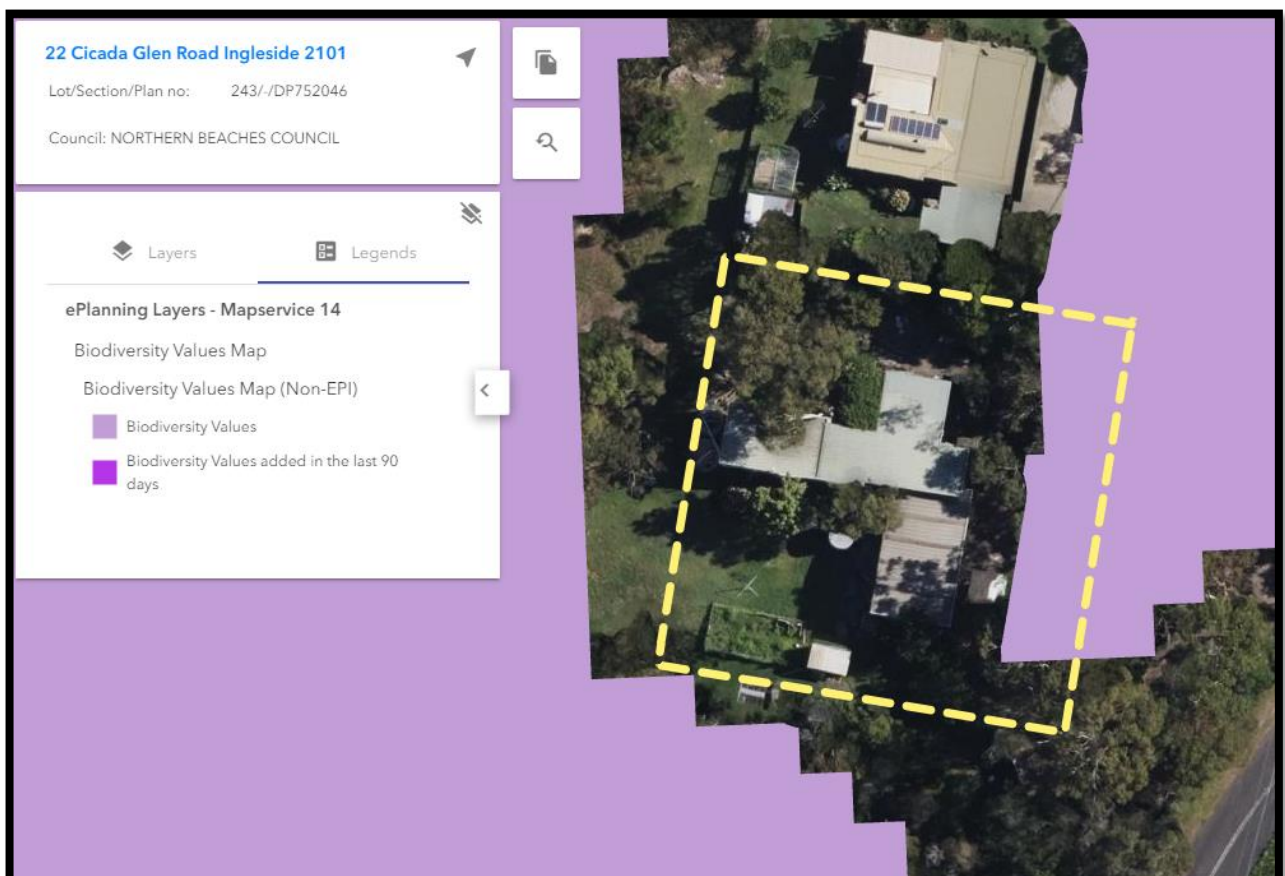 22 Cicada Glen Road Ingleside 2101
Lot/Section/Plan no: 243/-/DP752046
Council: NORTHERN BEACHES COUNCIL
Layers Legends
ePlanning Layers - Mapservice 14
Biodiversity Values Map
Biodiversity Values Map (Non-EPI)
Biodiversity Values
Biodiversity Values added in the last 90
days